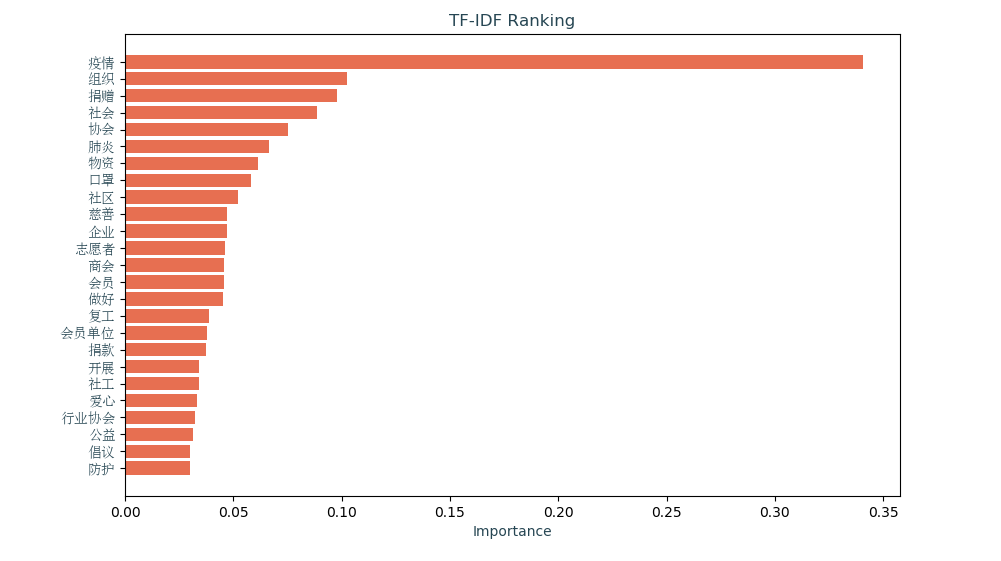 TF-IDF Ranking
疫情
组织
捐赠
社会
协会
肺炎
物资
口罩
社区
慈善
企业
志愿者
商会
会员
做好
复工
会员单位
捐款
开展
社工
爱心
行业协会
公益
倡议
防护
0.00 0.05 0.10 0.15 0.20 0.25 0.30 0.35
Importance